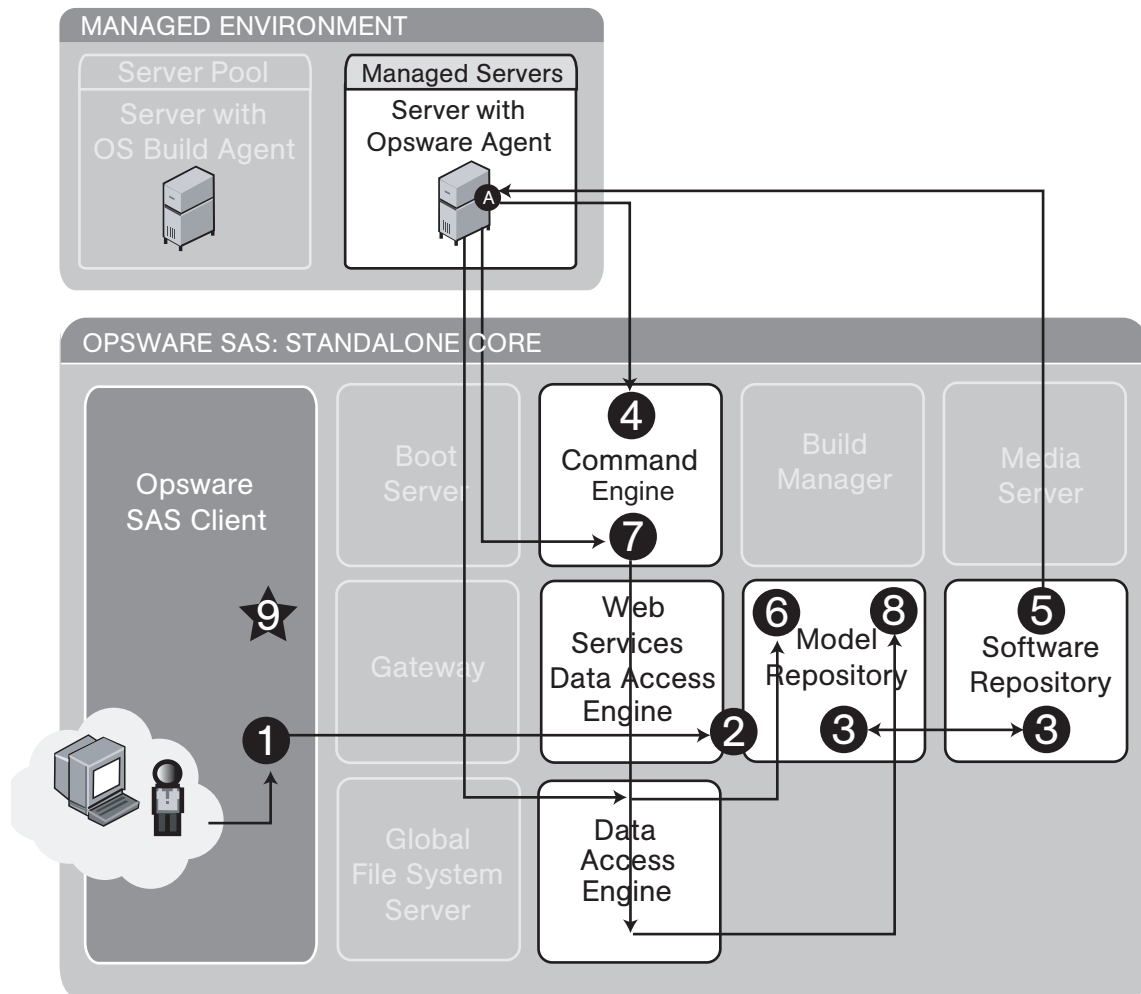 MANAGED ENVIRONMENT
Server Pool
Server with
OS Build Agent
Managed Servers
Server with
Opsware Agent
A
OPSWARE SAS: STANDALONE CORE
Opsware
SAS Client
9
1
Boot
Server
4
Command
Engine
7
Build
Manager
Media
Server
Gateway
Web
Services
Data Access
Engine
2
6
8
Model
Repository
3
5
Software
Repository
3
Global
File System
Server
Data
Access
Engine